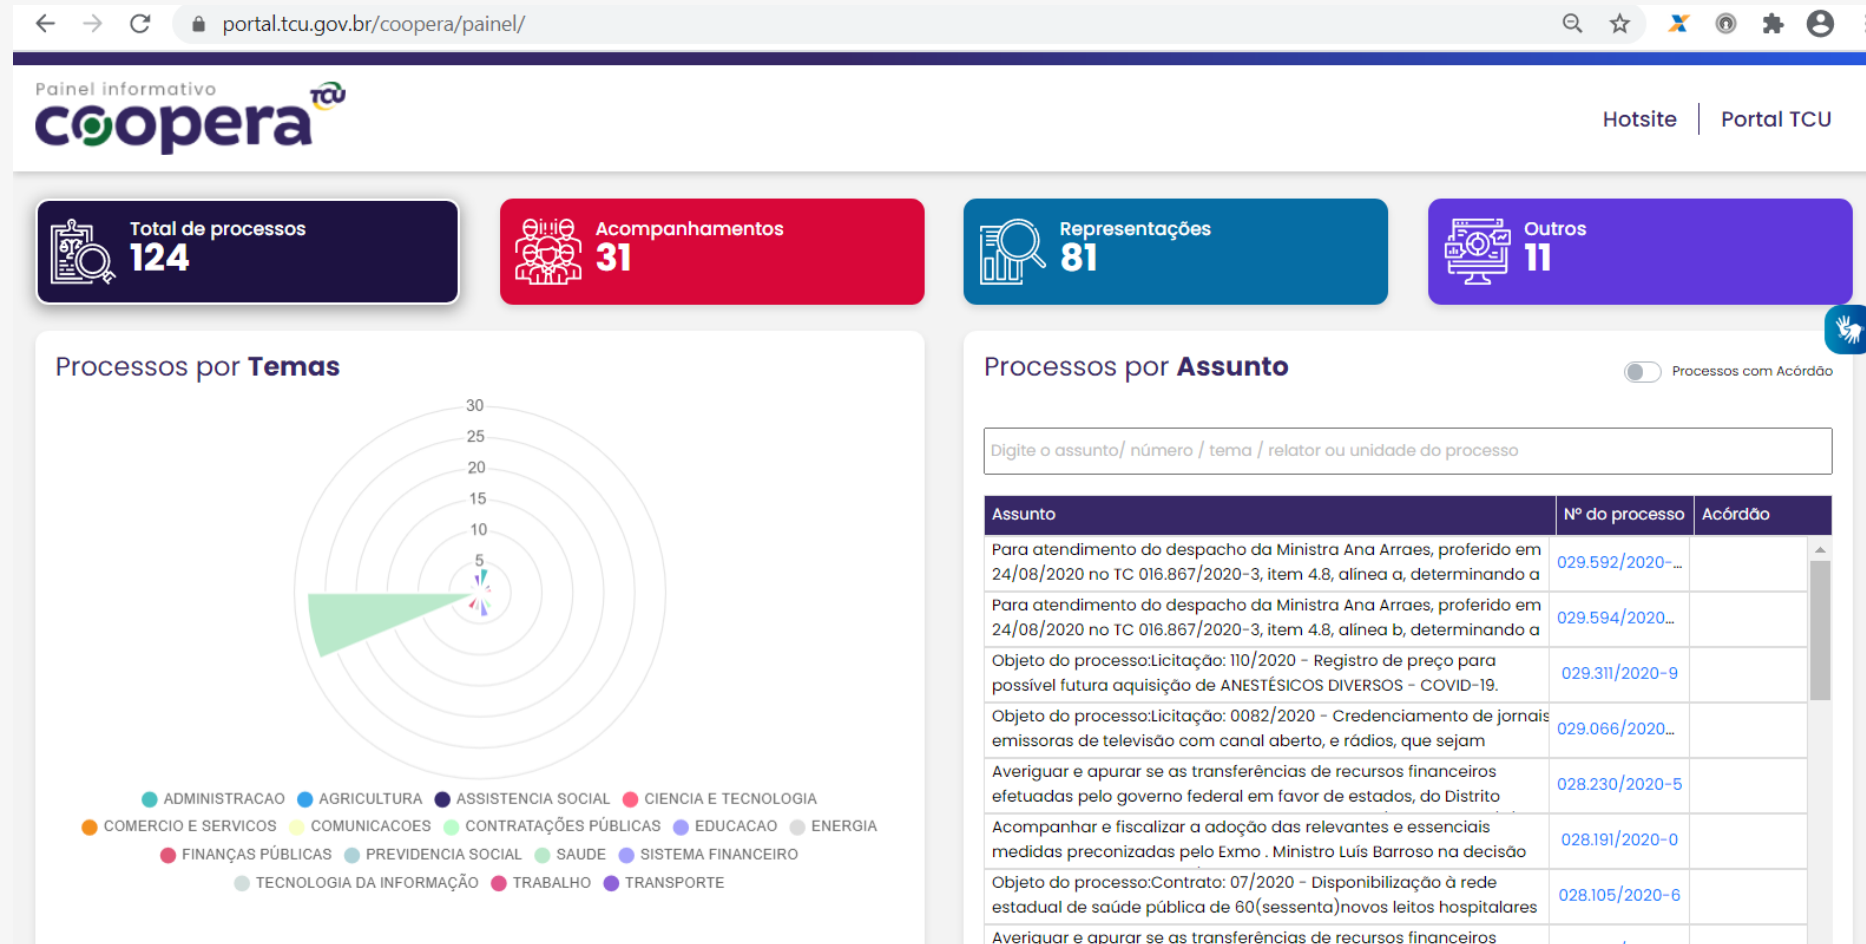 portal.tcu.gov.br/coopera/painel/
Painel informativo
coopera TCU
Hotsite
Portal TCU
Total de processos
124
Acompanhamentos
31
Representações
81
Outros
11
Processos por Temas
30
25
20
15
10
5
ADMINISTRACAO AGRICULTURA ASSISTENCIA SOCIAL CIENCIA E TECNOLOGIA
COMERCIO E SERVICOS COMUNICACOES CONTRATAÇÕES PÚBLICAS EDUCACAO ENERGIA
FINANÇAS PÚBLICAS PREVIDENCIA SOCIAL SAUDE SISTEMA FINANCEIRO
TECNOLOGIA DA INFORMAÇÃO TRABALHO TRANSPORTE
Processos por Assunto
Processos com Acórdão
Digite o assunto/ número / tema / relator ou unidade do processo
Assunto Nº do processo Acórdão
Para atendimento do despacho da Ministra Ana Arraes, proferido em
24/08/2020 no TC 016.867/2020-3, item 4.8, alínea a, determinando a
029.592/2020-...
Para atendimento do despacho da Ministra Ana Arraes, proferido em
24/08/2020 no TC 016.867/2020-3, item 4.8, alínea b, determinando a
029.594/2020...
Objeto do processo:Licitação: 110/2020 - Registro de preço para
possível futura aquisição de ANESTÉSICOS DIVERSOS - COVID-19.
029.311/2020-9
Objeto do processo:Licitação: 0082/2020 - Credenciamento de jornais
emissoras de televisão com canal aberto, e rádios, que sejam
029.066/2020...
Averiguar e apurar se as transferências de recursos financeiros
efetuadas pelo governo federal em favor de estados, do Distrito
028.230/2020-5
Acompanhar e fiscalizar a adoção das relevantes e essenciais
medidas preconizadas pelo Exmo . Ministro Luís Barroso na decisão
028.191/2020-0
Objeto do processo:Contrato: 07/2020 - Disponibilização à rede
estadual de saúde pública de 60(sessenta)novos leitos hospitalares
028.105/2020-6
Averiguar e apurar se as transferências de recursos financeiros